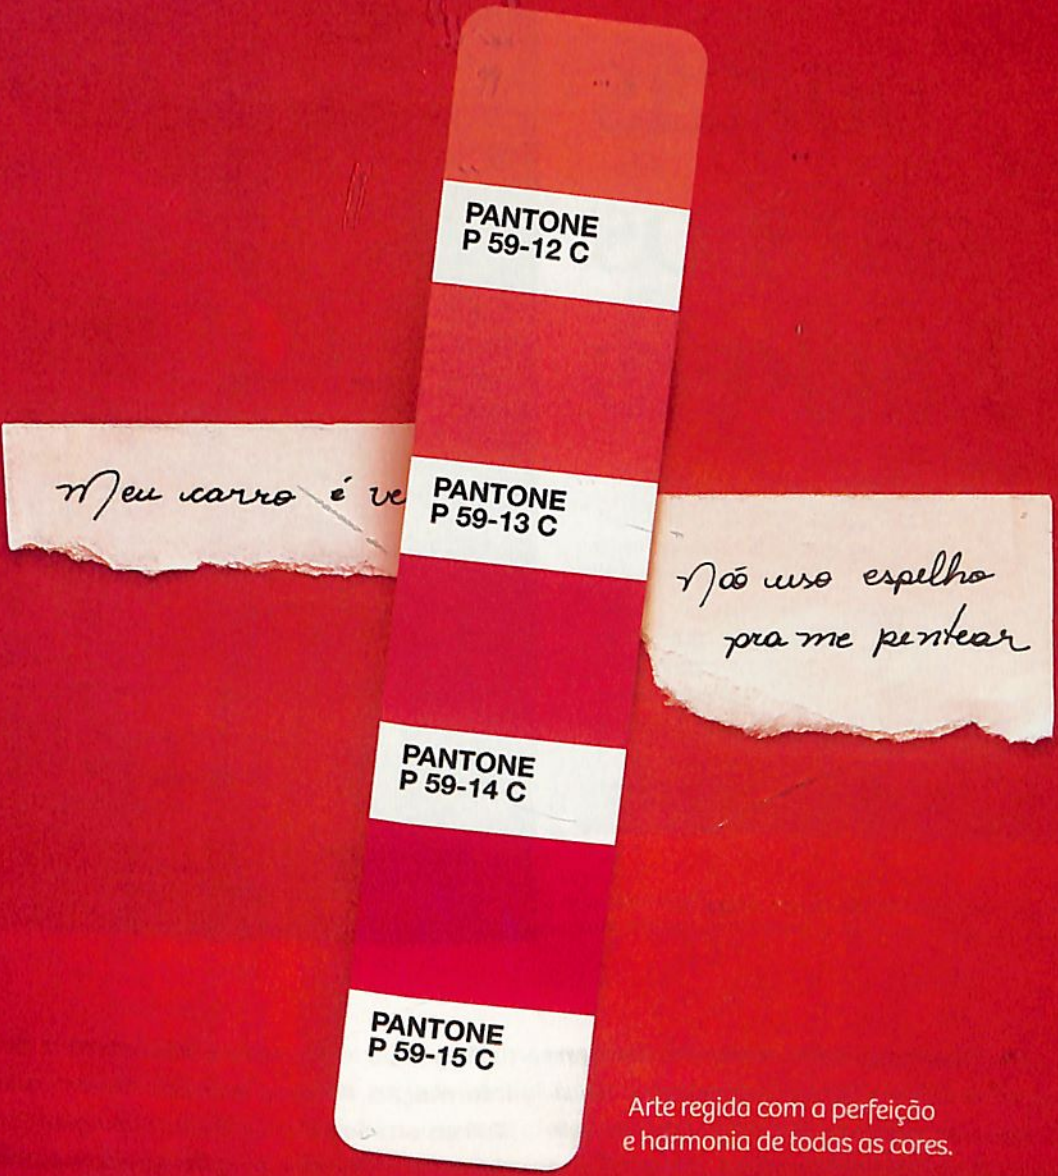 PANTONE
P 59-12 C
Meu carro é ve
PANTONE
P 59-13 C
Não uso espelho
pra me pentear
PANTONE
P 59-14 C
PANTONE
P 59-15 C
Arte regida com a perfeição
e harmonia de todas as cores.